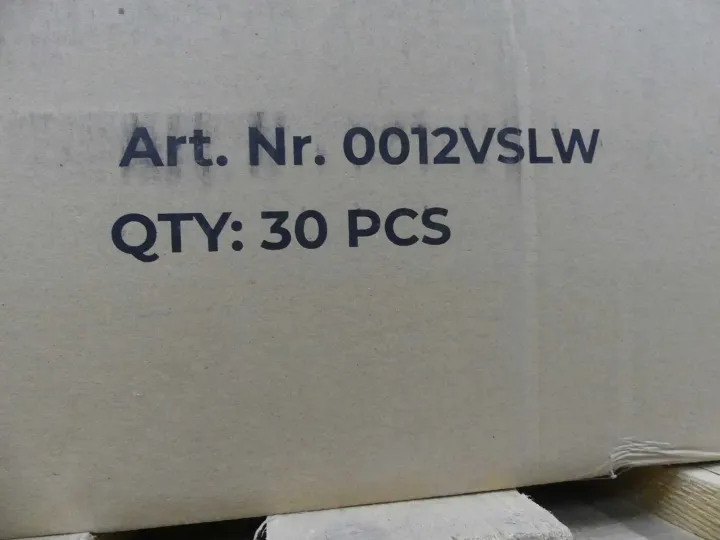 Art. Nr. 0012VSLW
QTY: 30 PCS